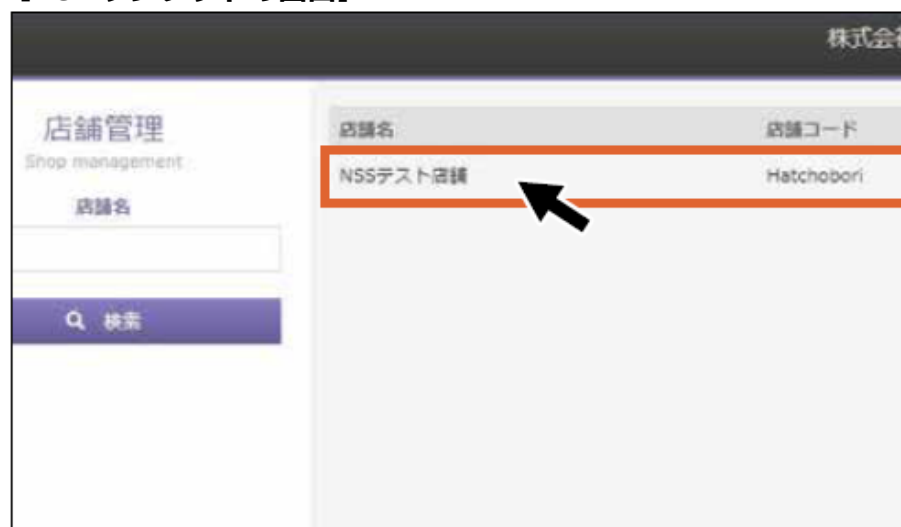 株式会
店舗管理
Shop management
店舗名
検索
店舗名 店舗コード
NSSテスト店舗 Hatchobori